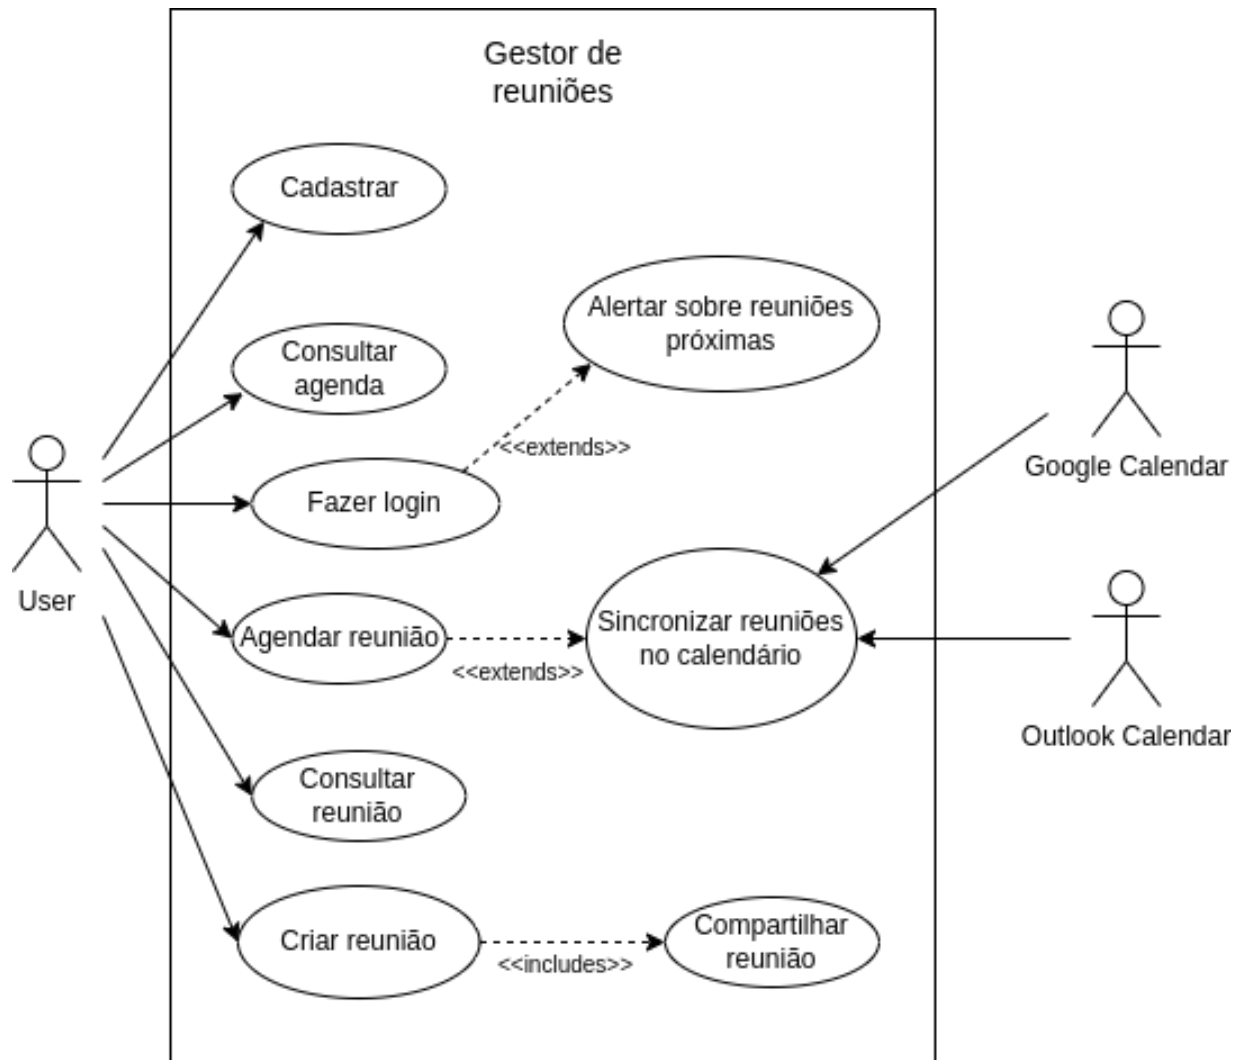 Gestor de
reuniões
Cadastrar
Alertar sobre reuniões
próximas
Consultar
agenda
<<extends>>
Google Calendar
Fazer login
User
Agendar reunião
<<extends>>
Sincronizar reuniões
no calendário
Outlook Calendar
Consultar
reunião
Criar reunião
<<includes>>
Compartilhar
reunião